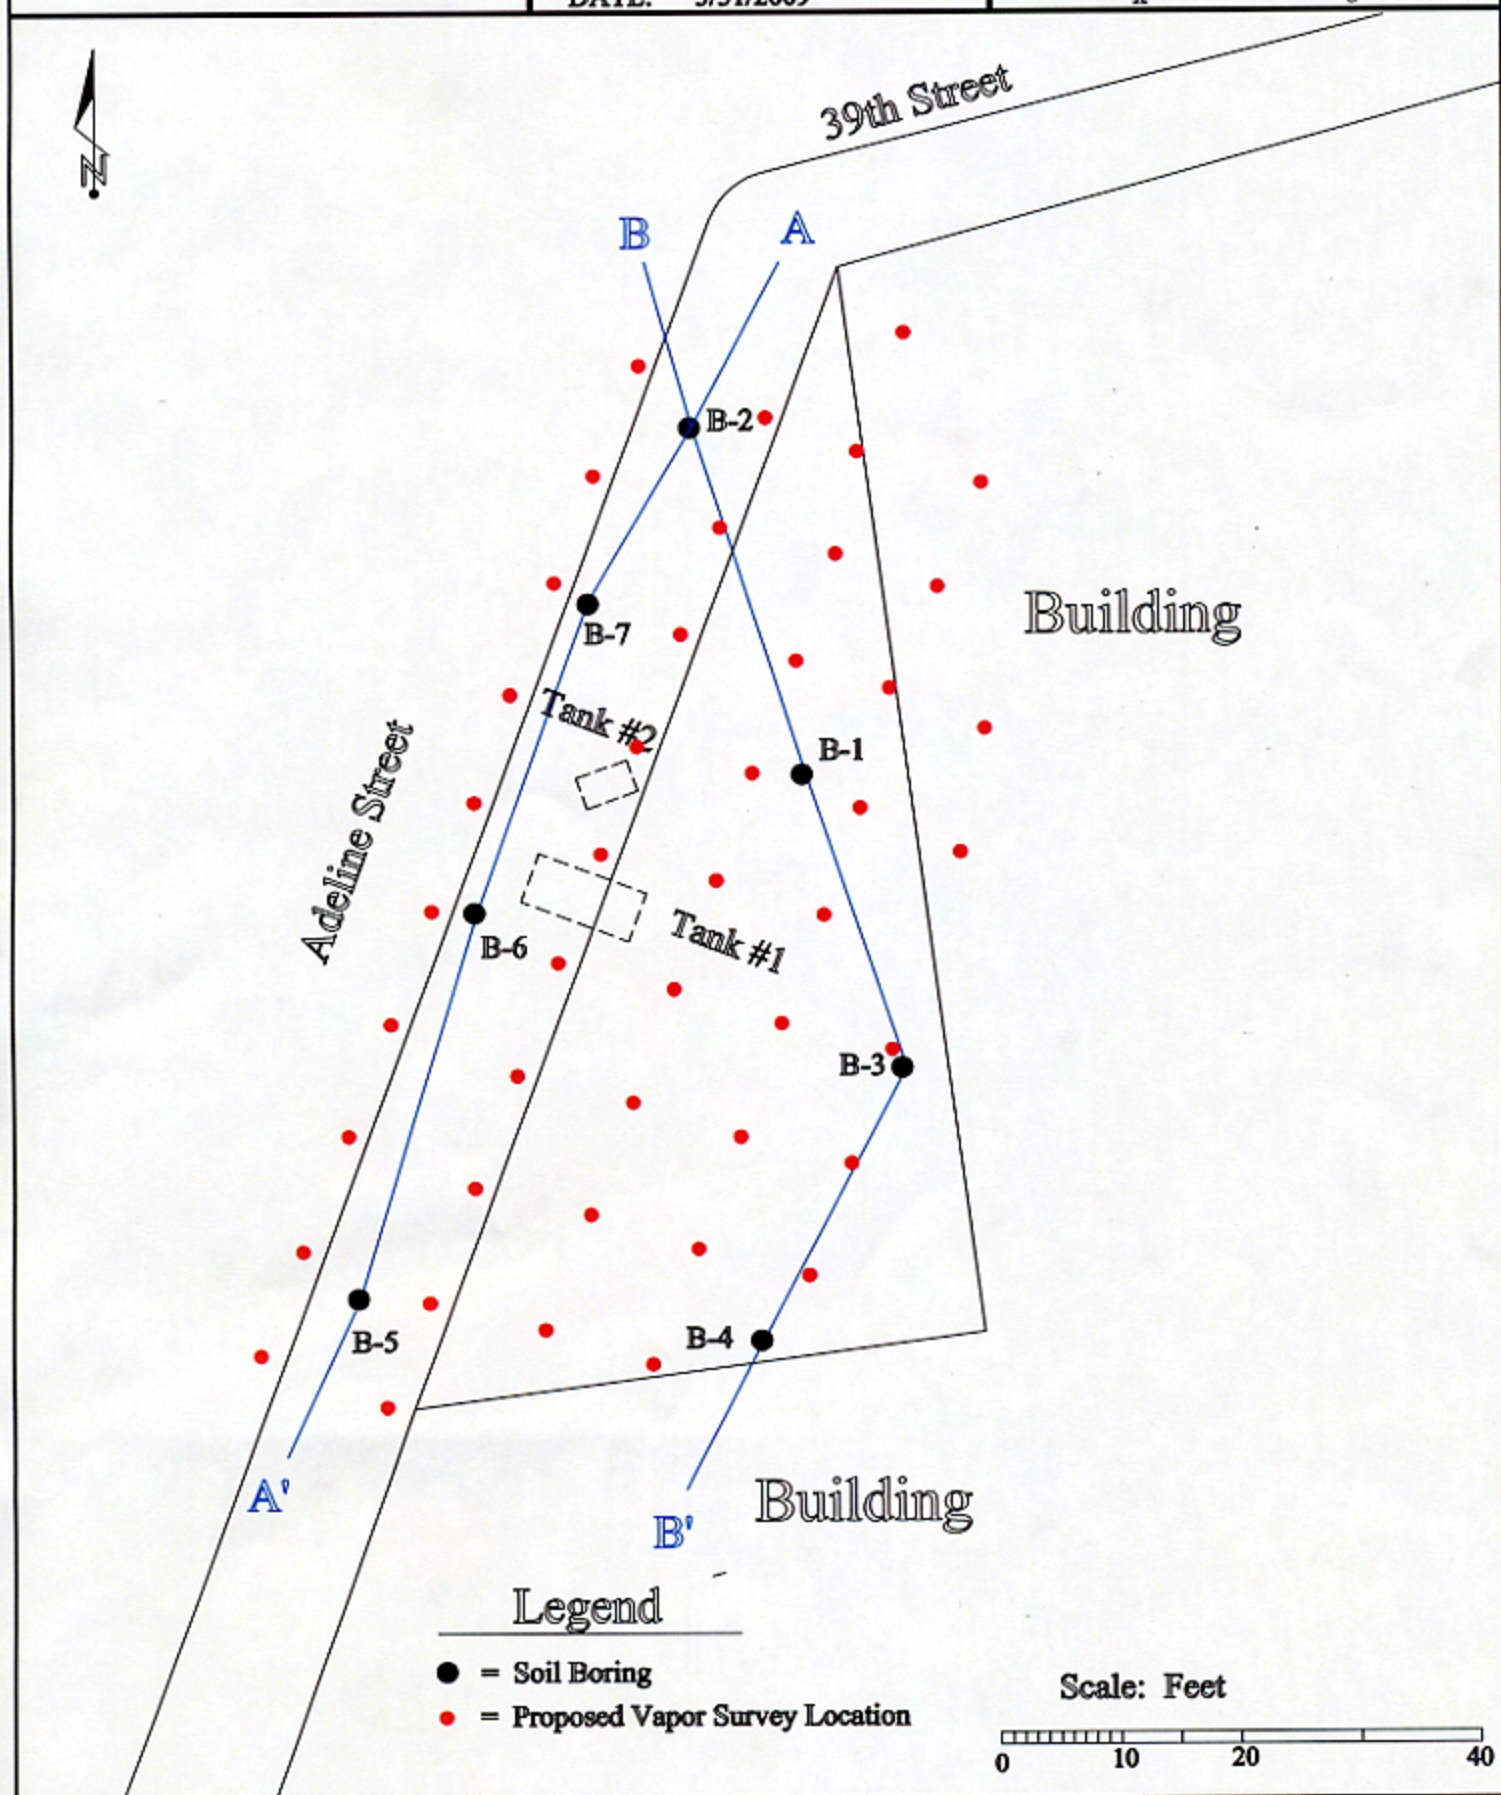 39th Street
N
B
A
B-2
B-7
Building
Tank #2
B-1
Adeline Street
B-6
Tank #1
B-3
B-4
B-5
A'
Building
B'
Legend
= Soil Boring
= Proposed Vapor Survey Location
Scale: Feet
0 10 20 40